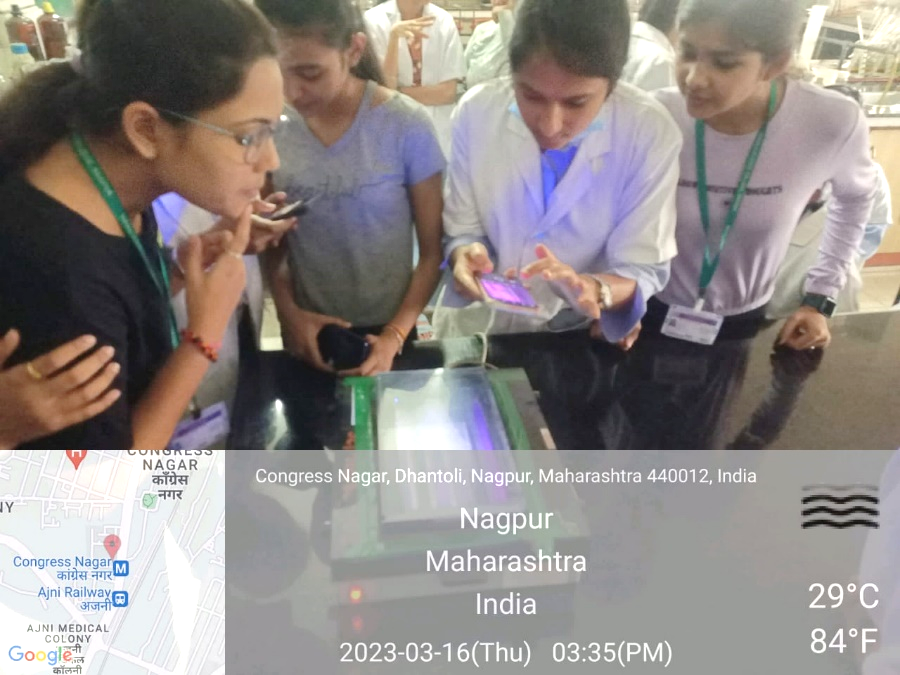 CONGRESS
NAGAR
काँग्रेस
नगर
Congress Nagar
कांग्रेस नगर
M
Ajni Railway
अजनी
AJNI MEDICAL
COLONY
कॉलनी
Google
Congress Nagar, Dhantoli, Nagpur, Maharashtra 440012, India
Nagpur
Maharashtra
India
2023-03-16(Thu) 03:35(PM)
29°C
84°F